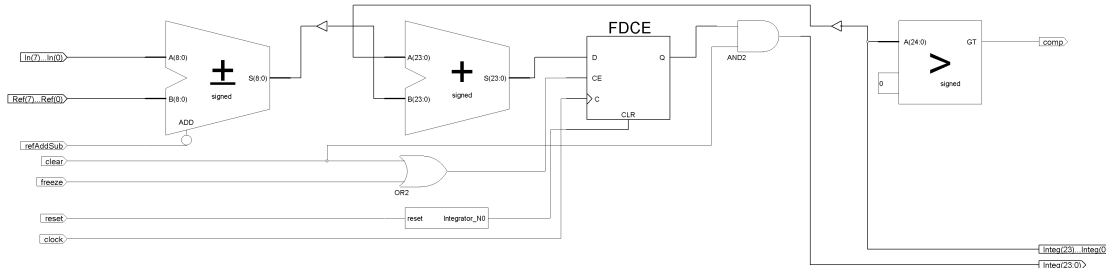 FDCE
In(7)...In(0)
A(8:0)
±
S(8:0)
signed
Ref(7)...Ref(0)
B(8:0)
ADD
A(23:0)
+
S(23:0)
signed
B(23:0)
D
Q
CE
C
CLR
AND2
A(24:0)
GT
comp
>
0
signed
refAddSub
clear
freeze
OR2
reset
reset
Integrator_N0
clock
Integ(23)...Integ(0
Integ(23:0)